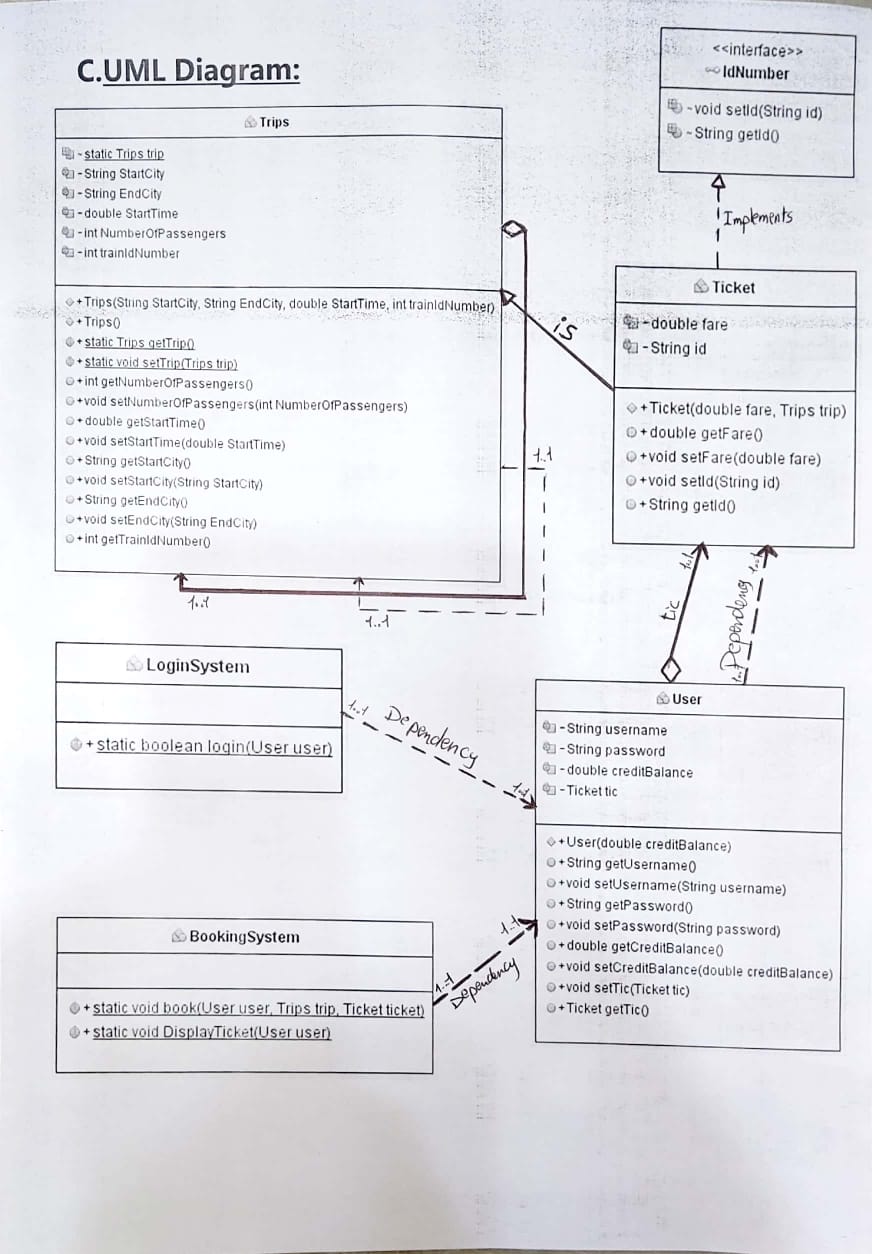 C.UML Diagram:
<<interface>>
IdNumber
~void setId(String id)
~String getId()
Implements
Trips
-static Trips trip
-String StartCity
-String EndCity
-double StartTime
-int NumberOfPassengers
-int trainIdNumber
+Trips(String StartCity, String EndCity, double StartTime, int trainIdNumber)
+Trips()
+static Trips getTrip()
+static void setTrip(Trips trip)
+int getNumberOfPassengers()
+void setNumberOfPassengers(int NumberOfPassengers)
+double getStartTime()
+void setStartTime(double StartTime)
+String getStartCity()
+void setStartCity(String StartCity)
+String getEndCity()
+void setEndCity(String EndCity)
+int getTrainIdNumber()
is
1..1
1..1
1..1
Ticket
-double fare
-String id
+Ticket(double fare, Trips trip)
+double getFare()
+void setFare(double fare)
+void setId(String id)
+String getId()
1..1
tic
1..1
Dependency
1..1
LoginSystem
+static boolean login(User user)
1..1
Dependency
1..1
User
-String username
-String password
-double creditBalance
-Ticket tic
+User(double creditBalance)
+String getUsername()
+void setUsername(String username)
+String getPassword()
+void setPassword(String password)
+double getCreditBalance()
+void setCreditBalance(double creditBalance)
+void setTic(Ticket tic)
+Ticket getTic()
BookingSystem
+static void book(User user, Trips trip, Ticket ticket)
+static void DisplayTicket(User user)
1..1
Dependency
1..1